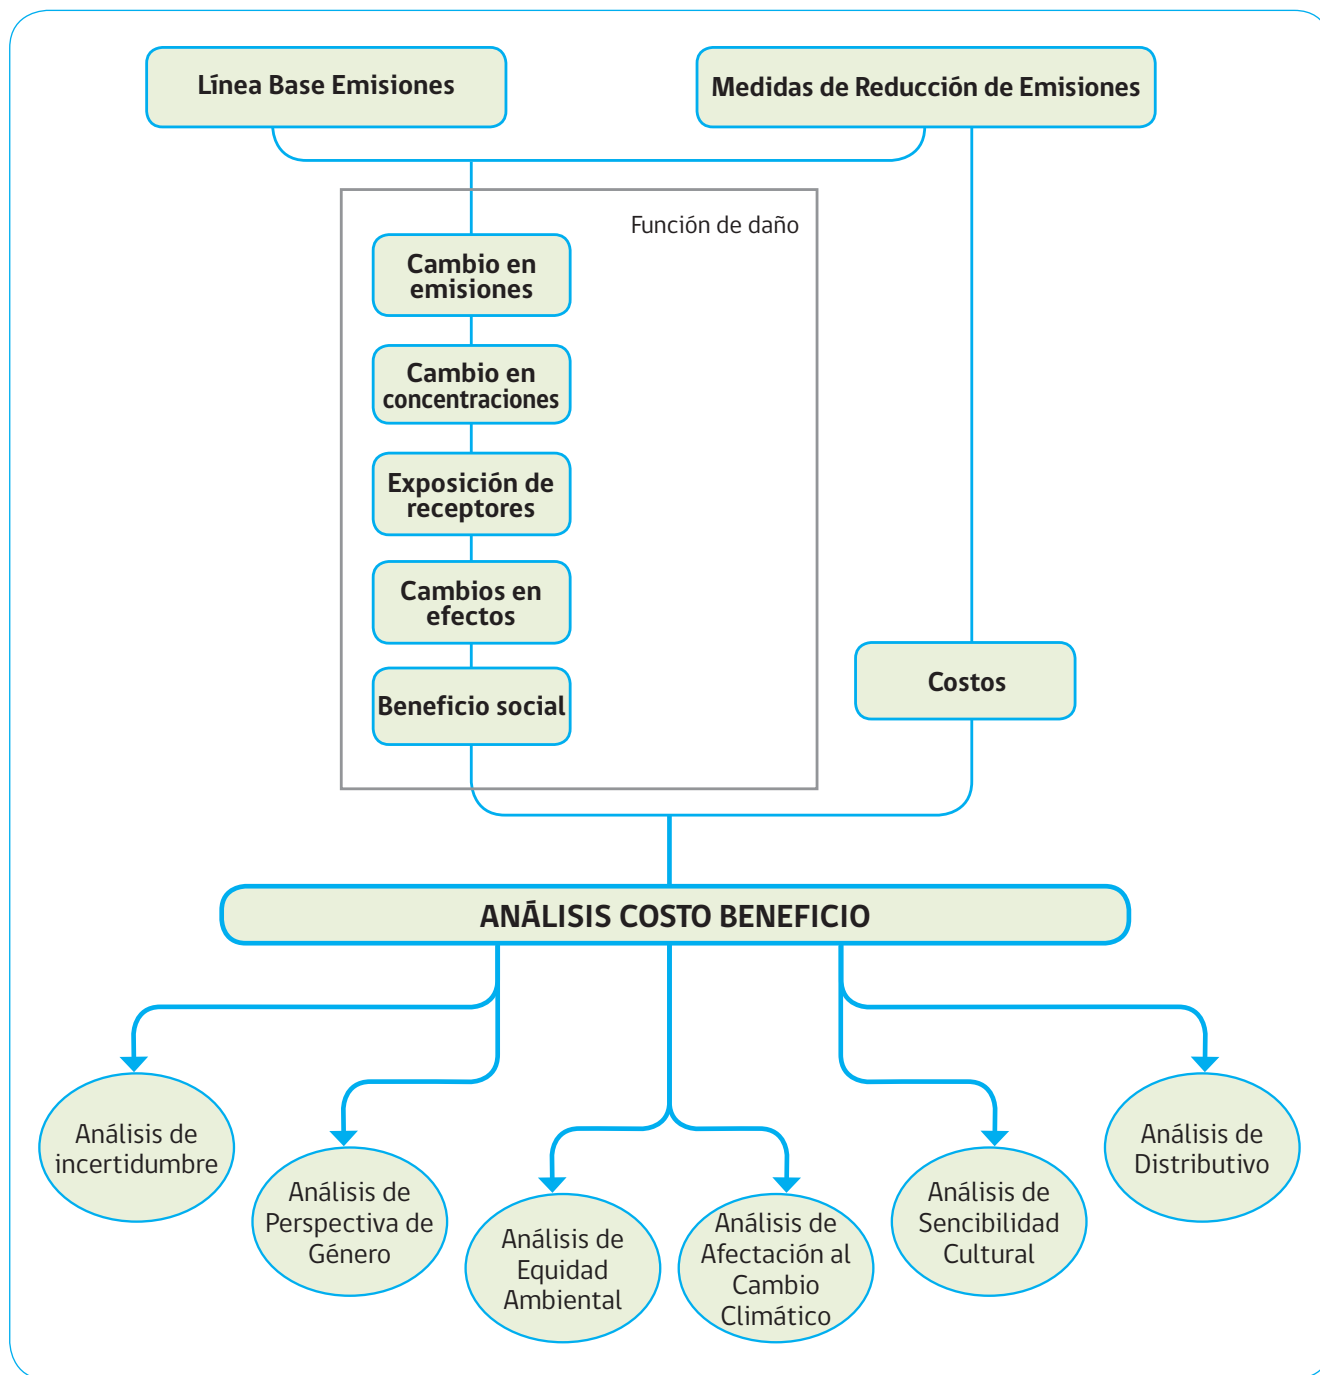 Línea Base Emisiones
Medidas de Reducción de Emisiones
Función de daño
Cambio en
emisiones
Cambio en
concentraciones
Exposición de
receptores
Cambios en
efectos
Beneficio social
Costos
ANÁLISIS COSTO BENEFICIO
Análisis de
incertidumbre
Análisis de
Perspectiva de
Género
Análisis de
Equidad
Ambiental
Análisis de
Afectación al
Cambio
Climático
Análisis de
Sencibilidad
Cultural
Análisis de
Distributivo